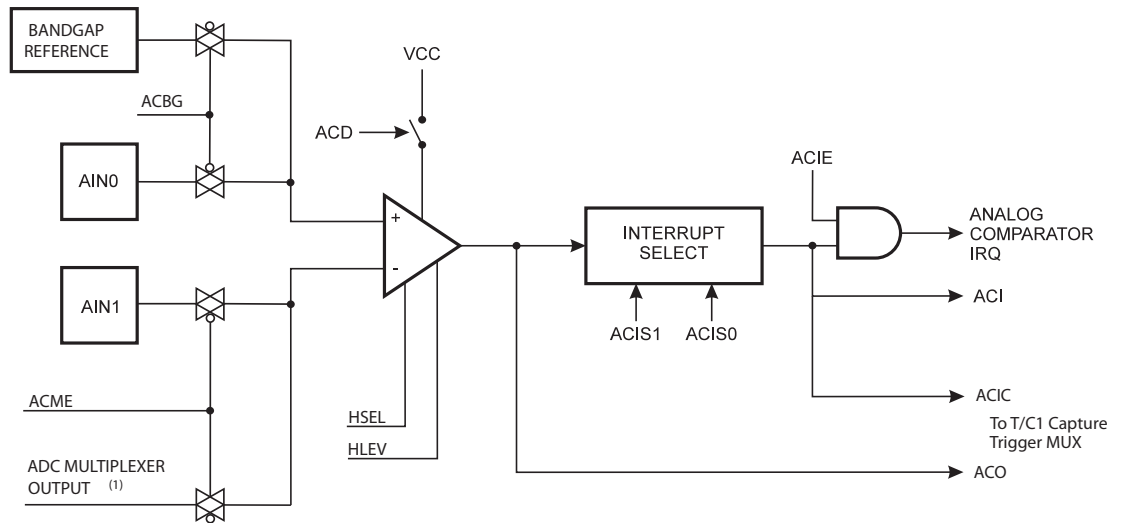 BANDGAP
REFERENCE
VCC
ACBG
ACD
ACIE
AIN0
+
-
INTERRUPT
SELECT
ANALOG
COMPARATOR
IRQ
AIN1
ACI
ACIS1 ACIS0
ACME
HSEL
HLEV
ACIC
To T/C1 Capture
Trigger MUX
ADC MULTIPLEXER
OUTPUT (1)
ACO